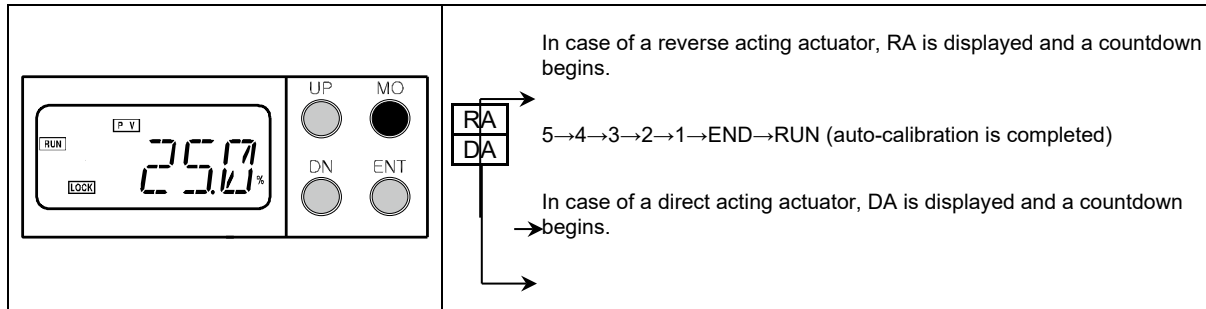 UP MO
P V
RUN
25.0 %
LOCK
DN ENT
RA
DA
In case of a reverse acting actuator, RA is displayed and a countdown
begins.
5→4→3→2→1→END→RUN (auto-calibration is completed)
In case of a direct acting actuator, DA is displayed and a countdown
begins.